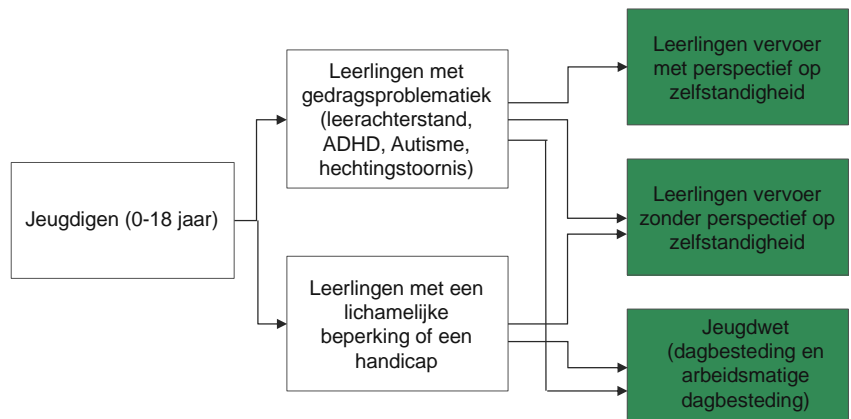 Jeugdigen (0-18 jaar)
Leerlingen met
gedragsproblematiek
(leerachterstand,
ADHD, Autisme,
hechtingstoornis)
Leerlingen met een
lichamelijke
beperking of een
handicap
Leerlingen vervoer
met perspectief op
zelfstandigheid
Leerlingen vervoer
zonder perspectief op
zelfstandigheid
Jeugdwet
(dagbesteding en
arbeidsmatige
dagbesteding)